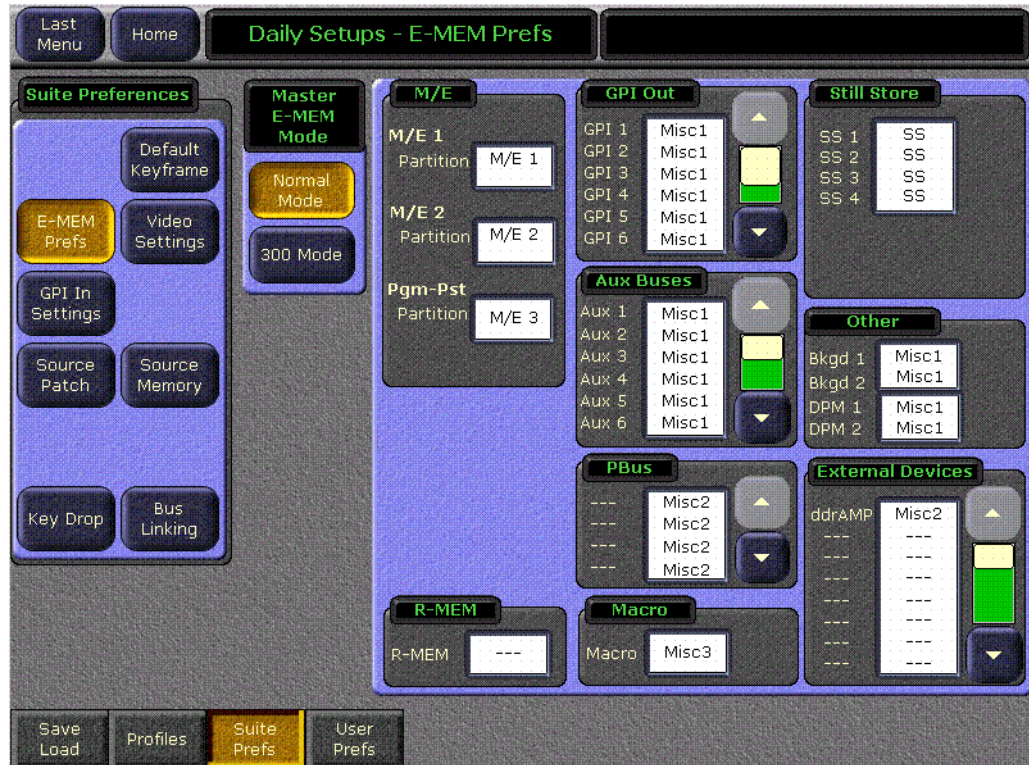 Last
Menu
Home
Daily Setups - E-MEM Prefs
Suite Preferences
Default
Keyframe
E-MEM
Prefs
Video
Settings
GPI In
Settings
Source
Patch
Source
Memory
Key Drop
Bus
Linking
Master
E-MEM
Mode
Normal
Mode
300 Mode
M/E
M/E 1
Partition M/E 1
M/E 2
Partition M/E 2
Pgm-Pst
Partition M/E 3
R-MEM
R-MEM ---
GPI Out
GPI 1 Misc1
GPI 2 Misc1
GPI 3 Misc1
GPI 4 Misc1
GPI 5 Misc1
GPI 6 Misc1
Aux Buses
Aux 1 Misc1
Aux 2 Misc1
Aux 3 Misc1
Aux 4 Misc1
Aux 5 Misc1
Aux 6 Misc1
PBus
--- Misc2
--- Misc2
--- Misc2
--- Misc2
Macro
Macro Misc3
Still Store
SS 1 SS
SS 2 SS
SS 3 SS
SS 4 SS
Other
Bkgd 1 Misc1
Bkgd 2 Misc1
DPM 1 Misc1
DPM 2 Misc1
External Devices
ddrAMP Misc2
--- ---
--- ---
--- ---
--- ---
--- ---
--- ---
--- ---
Save
Load
Profiles
Suite
Prefs
User
Prefs